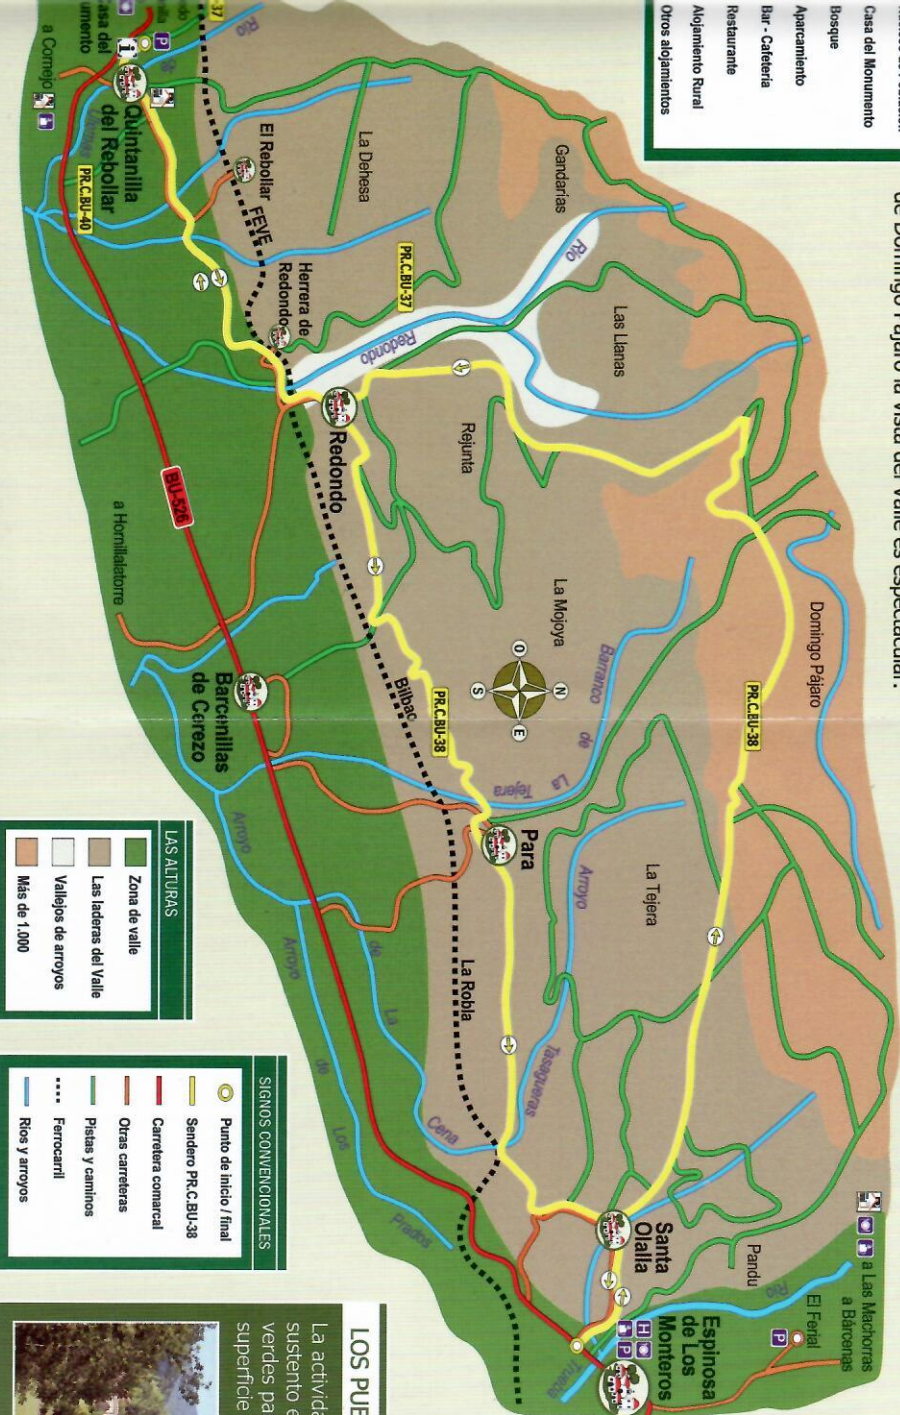 Casa del Monumento
Bosque
Aparcamiento
Bar - Cafetería
Restaurante
Alojamiento Rural
Otros alojamientos
de Domingo Pájaro la vista del valle es espectacular.
37
37
Río
a Cornejo
Quintanilla
del Rebollar
PR.C.BU-40
El Rebollar
FEVE
La Dehesa
Gandarias
Herrera de
Redondo
PR.C.BU-37
Río
Redondo
Las Llanas
Redondo
Rejunta
BU-526
a Hornillalatorre
La Mojoya
Domingo Pájaro
N
O
E
S
Barranco de La Tejera
Barcenillas
de Cerezo
Bilbao
PR.C.BU-38
PR.C.BU-38
Para
La Tejera
Arroyo Tasagueras
La Robla
Arroyo de La Cena
Arroyo de Los Prados
Santa
Olalla
Pandu
Río
Trueba
Espinosa
de Los
Monteros
H
P
El Ferial
P
a Las Machorras
a Bárcenas
LAS ALTURAS
Zona de valle
Las laderas del Valle
Vallejos de arroyos
Más de 1.000
SIGNOS CONVENCIONALES
Punto de inicio / final
Sendero PR.C.BU-38
Carretera comarcal
Otras carreteras
Pistas y caminos
Ferrocarril
Ríos y arroyos
LOS PUE
La activida
sustento e
verdes pa
superficie